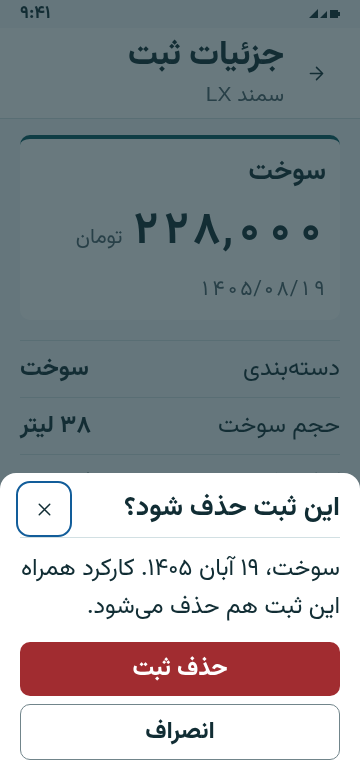 ۹:۴۱
جزئیات ثبت
سمند LX
سوخت
۲۲۸,۰۰۰ تومان
۱۴۰۵/۰۸/۱۹
دسته‌بندی سوخت
حجم سوخت ۳۸ لیتر
این ثبت حذف شود؟
سوخت، ۱۹ آبان ۱۴۰۵. کارکرد همراه
این ثبت هم حذف می‌شود.
حذف ثبت
انصراف